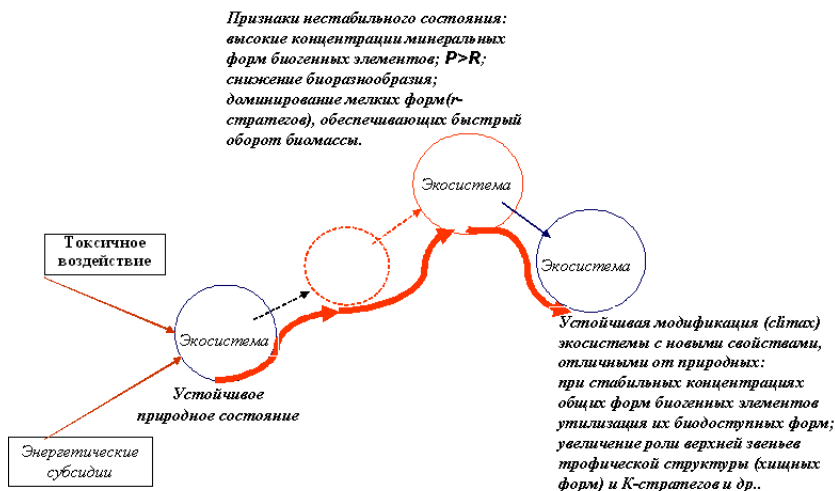 Признаки нестабильного состояния:
высокие концентрации минеральных
форм биогенных элементов; P>R;
снижение биоразнообразия;
доминирование мелких форм(r-
стратегов), обеспечивающих быстрый
оборот биомассы.
Экосистема
Токсичное
воздействие
Экосистема
Экосистема
Устойчивое
природное состояние
Устойчивая модификация (climax)
экосистемы с новыми свойствами,
отличными от природных:
при стабильных концентрациях
общих форм биогенных элементов
утилизация их биодоступных форм;
увеличение роли верхней звеньев
трофической структуры (хищных
форм) и К-стратегов и др..
Энергетические
субсидии